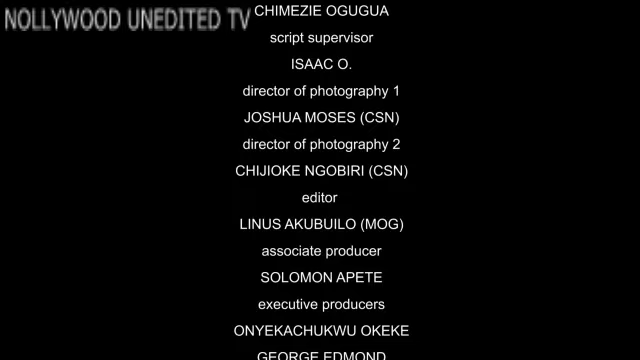 NOLLYWOOD UNEDITED TV
CHIMEZIE OGUGUA
script supervisor
ISAAC O.
director of photography 1
JOSHUA MOSES (CSN)
director of photography 2
CHIJIOKE NGOBIRI (CSN)
editor
LINUS AKUBUILO (MOG)
associate producer
SOLOMON APETE
executive producers
ONYEKACHUKWU OKEKE
GEORGE EDMOND